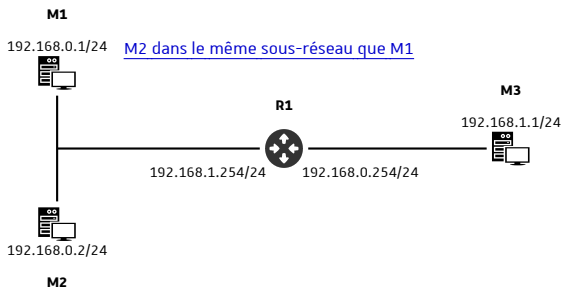 M1
192.168.0.1/24
M2 dans le même sous-réseau que M1
R1
M3
192.168.1.1/24
192.168.1.254/24
192.168.0.254/24
192.168.0.2/24
M2